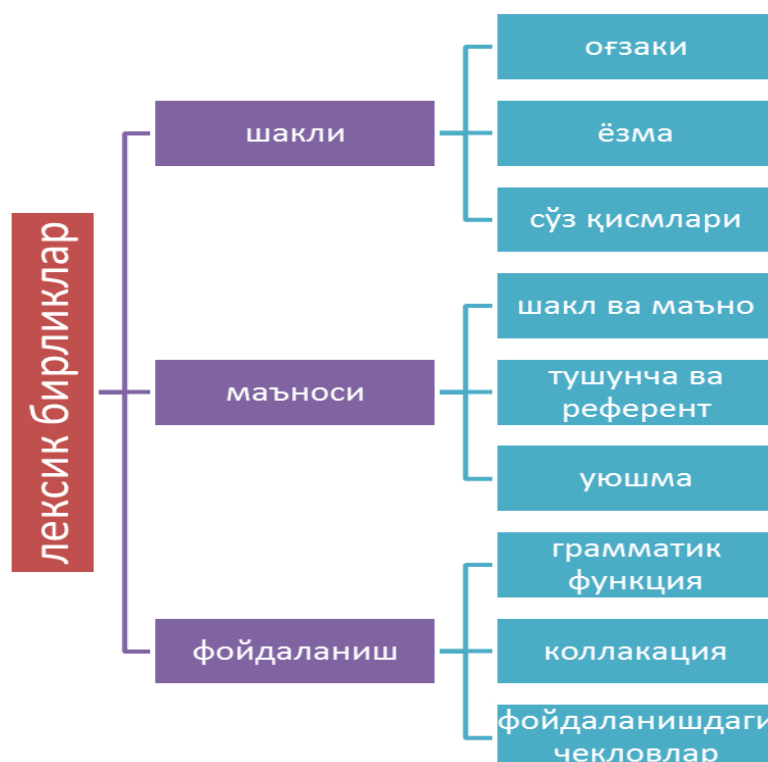 лексик бирликлар
шакли
оғзаки
ёзма
сўз қисмлари
маъноси
шакл ва маъно
тушунча ва
референт
уюшма
фойдаланиш
грамматик
функция
коллакация
фойдаланишдаги
чекловлар